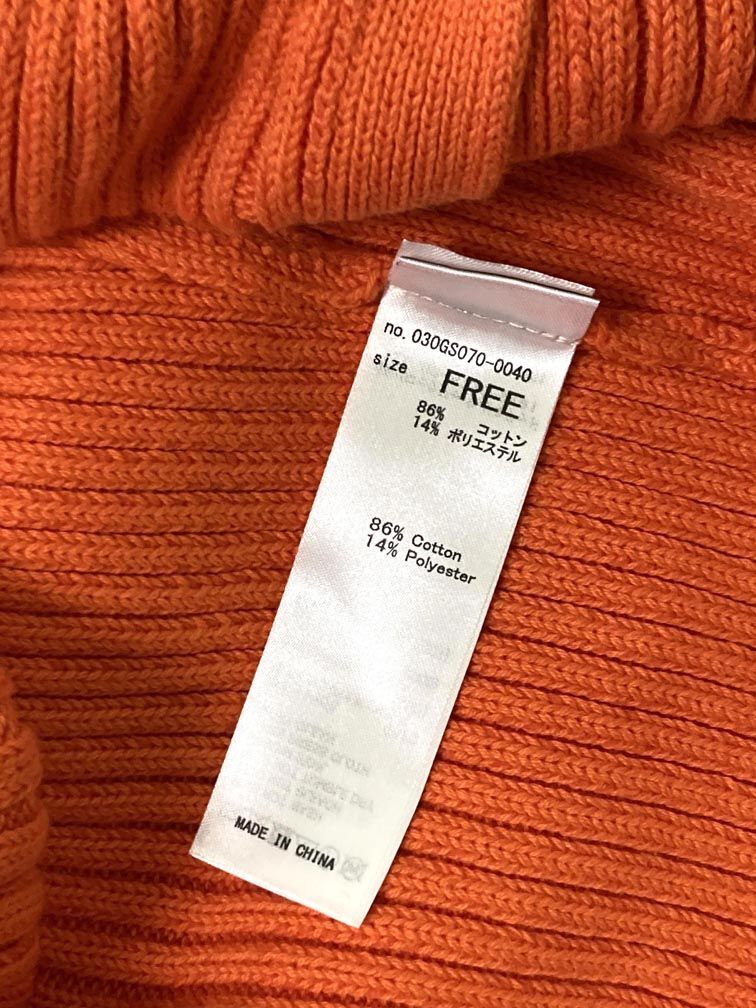 no. 030GS070-0040
size FREE
86% コットン
14% ポリエステル
86% Cotton
14% Polyester
MADE IN CHINA